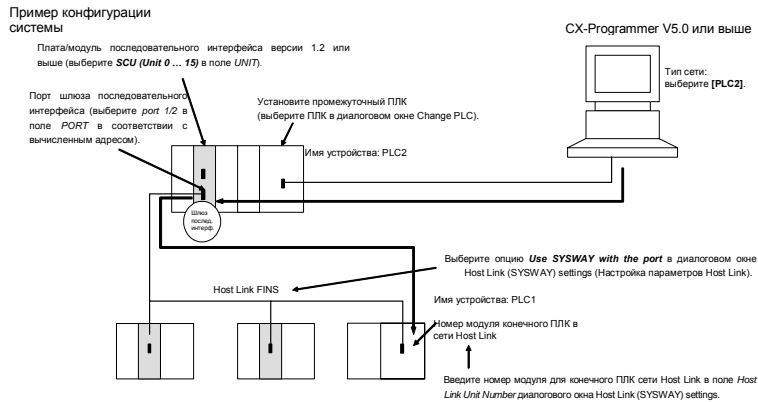 Пример конфигурации
системы
CX-Programmer V5.0 или выше
Плата/модуль последовательного интерфейса версии 1.2 или
выше (выберите SCU (Unit 0 … 15) в поле UNIT).
Тип сети:
выберите [PLC2].
Порт шлюза последовательного
интерфейса (выберите port 1/2 в
поле PORT в соответствии с
вычисленным адресом).
Установите промежуточный ПЛК
(выберите ПЛК в диалоговом окне Change PLC).
Имя устройства: PLC2
Шлюз
послед.
интерф.
Выберите опцию Use SYSWAY with the port в диалоговом окне
Host Link (SYSWAY) settings (Настройка параметров Host Link).
Host Link FINS
Имя устройства: PLC1
Номер модуля конечного ПЛК в
сети Host Link
Введите номер модуля для конечного ПЛК сети Host Link в поле Host
Link Unit Number диалогового окна Host Link (SYSWAY) settings.